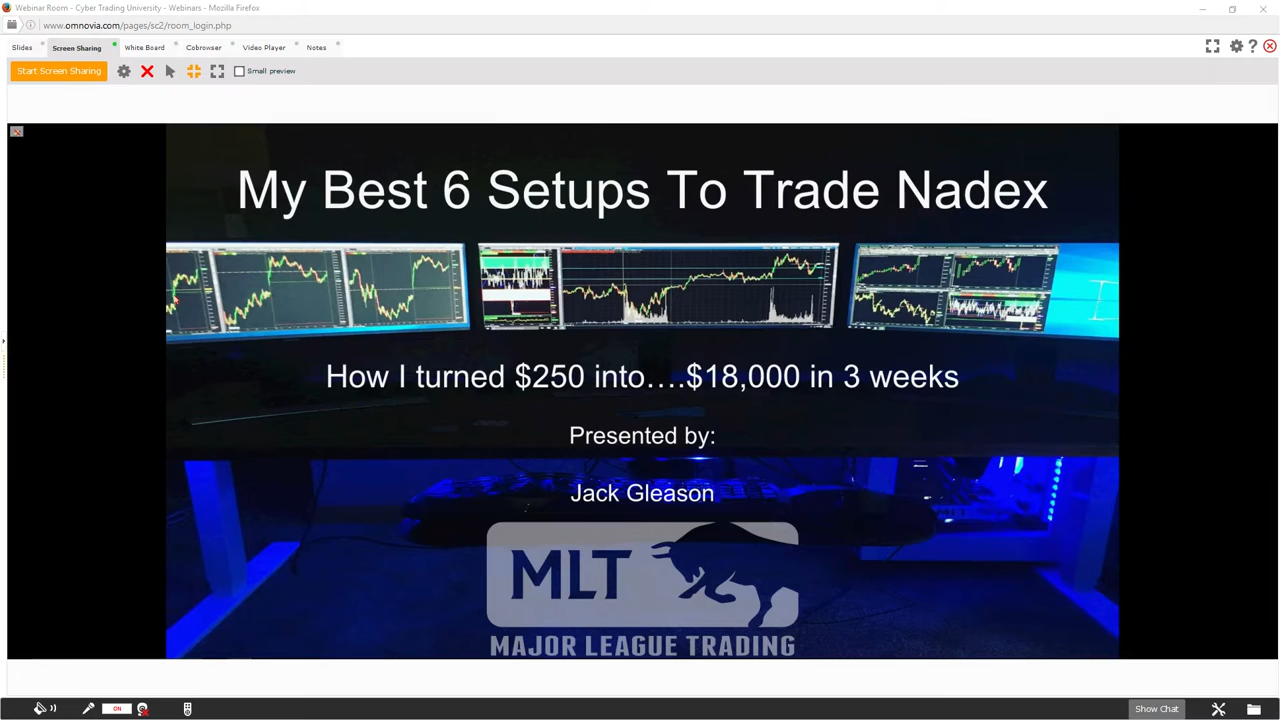 Webinar Room - Cyber Trading University - Webinars - Mozilla Firefox
www.omnovia.com/pages/sc2/room_login.php
Slides Screen Sharing White Board Cobrowser Video Player Notes
Start Screen Sharing Small preview
My Best 6 Setups To Trade Nadex
How I turned $250 into….$18,000 in 3 weeks
Presented by:
Jack Gleason
MLT
MAJOR LEAGUE TRADING
ON Show Chat